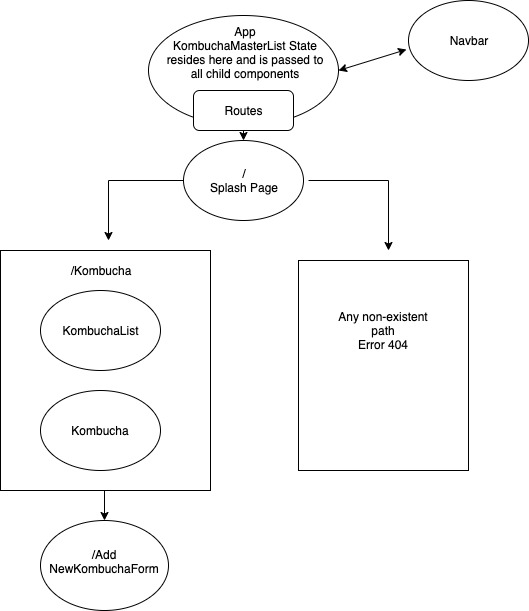 App
KombuchaMasterList State
resides here and is passed to
all child components
Navbar
Routes
/
Splash Page
/Kombucha
KombuchaList
Kombucha
Any non-existent
path
Error 404
/Add
NewKombuchaForm